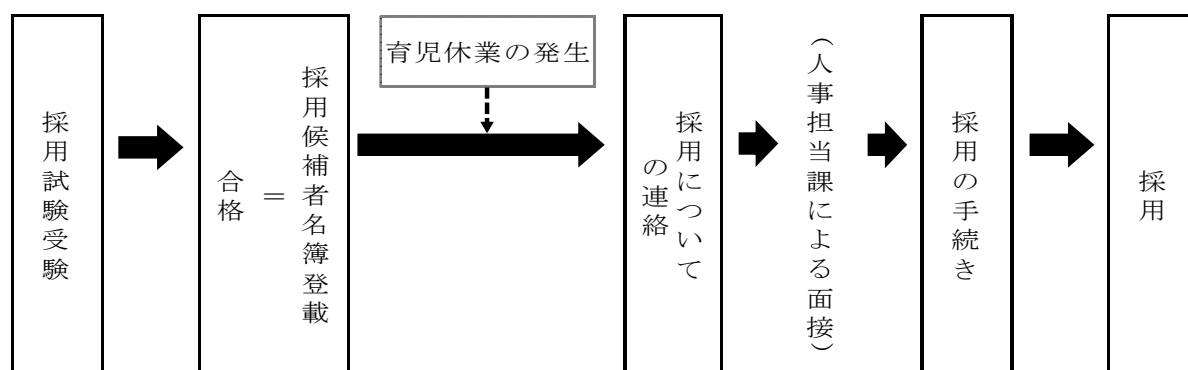 採用試験受験
採用候補者名簿登載
＝
合格
育児休業の発生
採用について
の連絡
（人事担当課による面接）
採用の手続き
採用